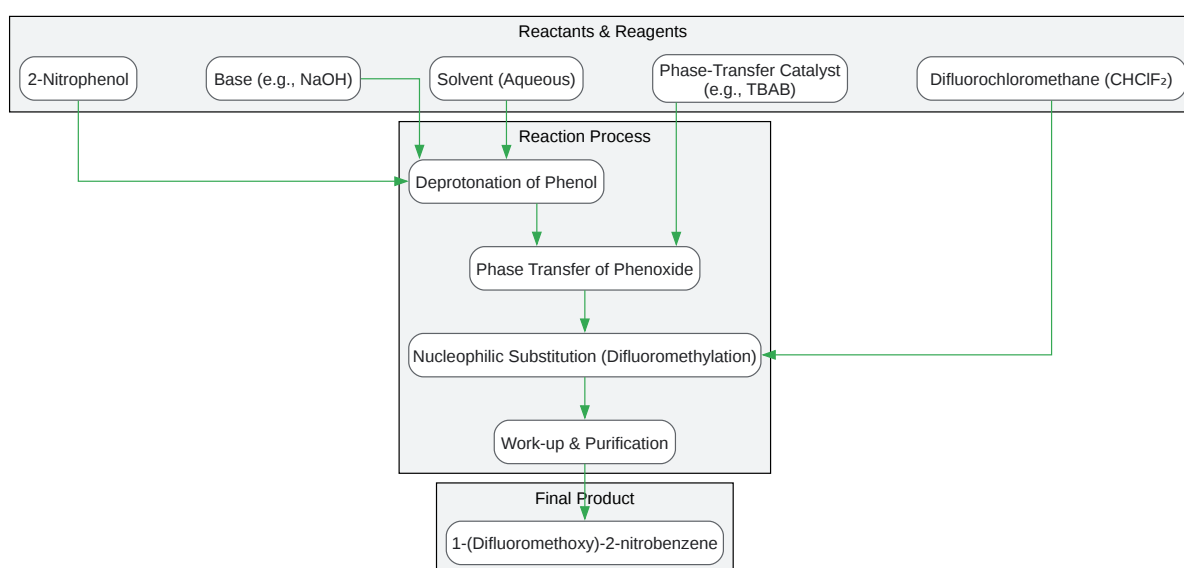 Reactants & Reagents
2-Nitrophenol
Base (e.g., NaOH)
Solvent (Aqueous)
Phase-Transfer Catalyst
(e.g., TBAB)
Difluorochloromethane (CHClF₂)
Reaction Process
Deprotonation of Phenol
Phase Transfer of Phenoxide
Nucleophilic Substitution (Difluoromethylation)
Work-up & Purification
Final Product
1-(Difluoromethoxy)-2-nitrobenzene